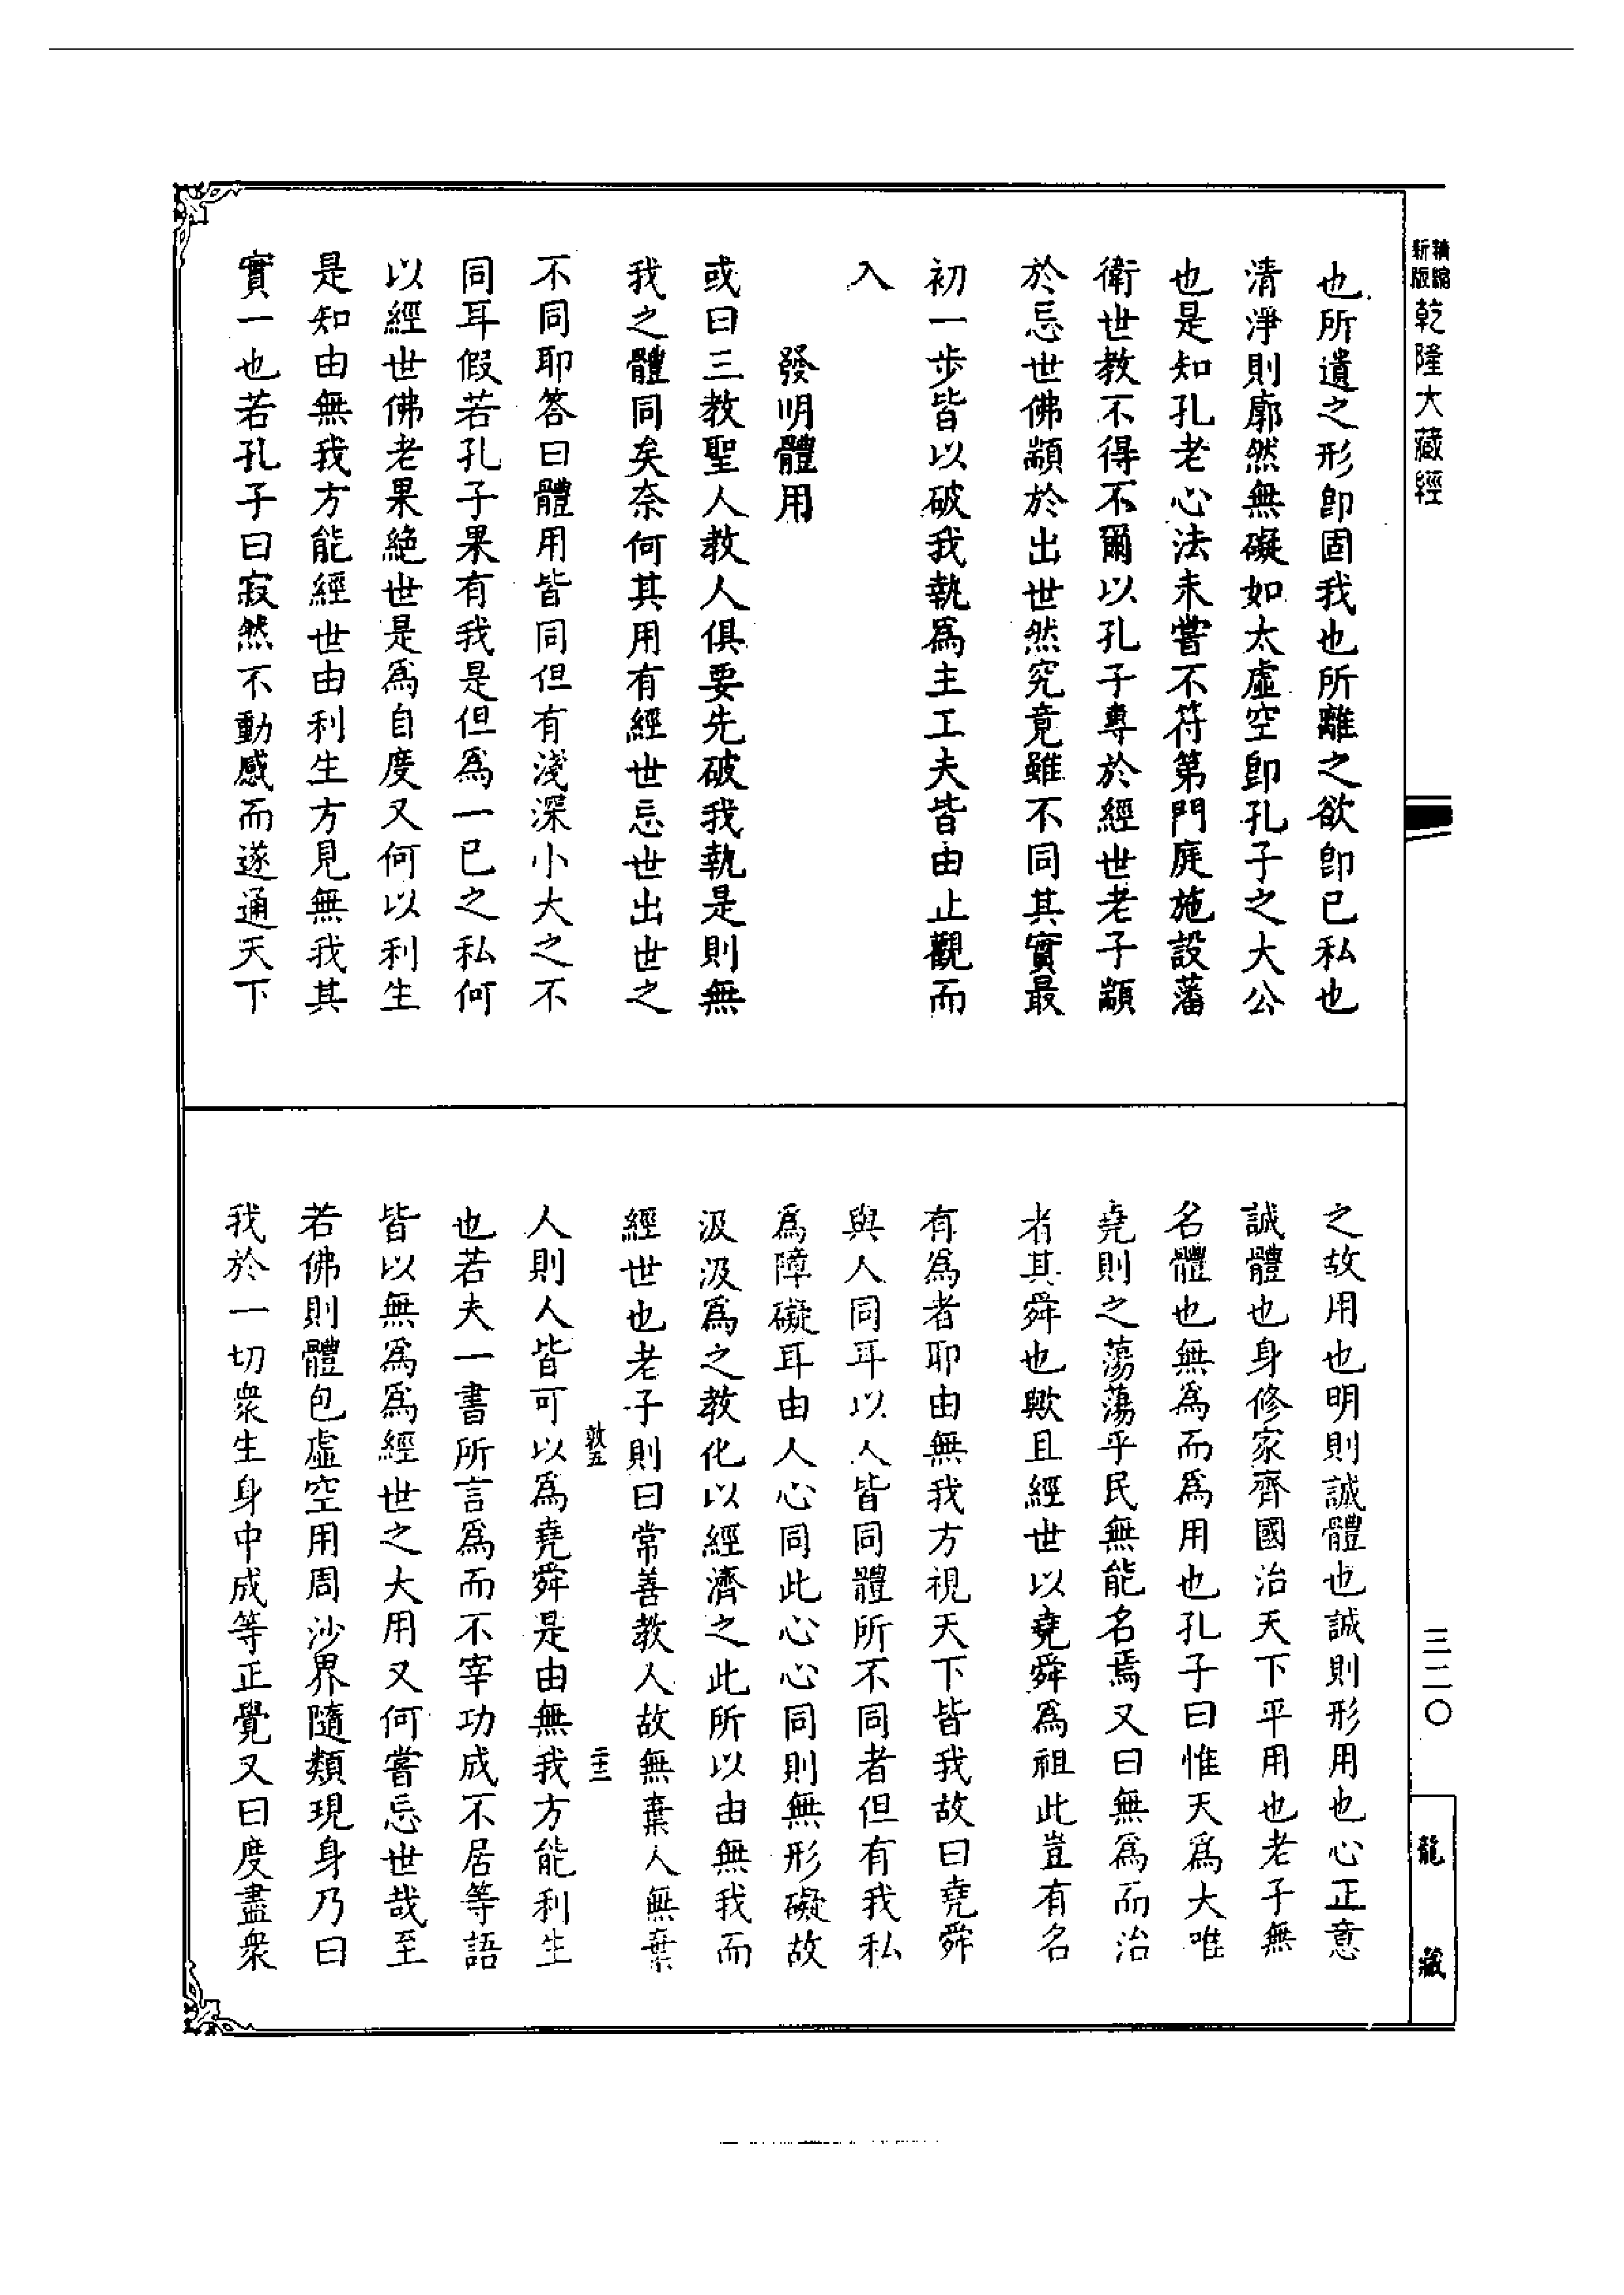 精縮新版乾隆大藏經
也所遺之形卽固我也所離之欲卽已私也
清淨則廓然無礙如太虛空卽孔子之大公
也是知孔老心法未嘗不符第門庭施設藩
衛世教不得不爾以孔子專於經世老子顓
於忘世佛顓於出世然究竟雖不同其實最
初一步皆以破我執爲主工夫皆由止觀而
入
發明體用
或曰三教聖人教人俱要先破我執是則無
我之體同矣奈何其用有經世忘世出世之
不同耶答曰體用皆同但有淺深小大之不
同耳假若孔子果有我是但爲一已之私何
以經世佛老果絕世是爲自度又何以利生
是知由無我方能經世由利生方見無我其
實一也若孔子曰寂然不動感而遂通天下
之故用也明則誠體也誠則形用也心正意
誠體也身修家齊國治天下平用也老子無
名體也無爲而爲用也孔子曰惟天爲大唯
堯則之蕩蕩乎民無能名焉又曰無爲而治
者其舜也歟且經世以堯舜爲祖此豈有名
有爲者耶由無我方視天下皆我故曰堯舜
與人同耳以人皆同體所不同者但有我私
爲障礙耳由人心同此心心同則無形礙故
汲汲爲之教化以經濟之此所以由無我而
經世也老子則曰常善教人故無棄人無棄
敦五
二十三
人則人皆可以爲堯舜是由無我方能利生
也若夫一書所言爲而不宰功成不居等語
皆以無爲爲經世之大用又何嘗忘世哉至
若佛則體包虛空用周沙界隨類現身乃曰
我於一切衆生身中成等正覺又曰度盡衆
三二〇
龍藏